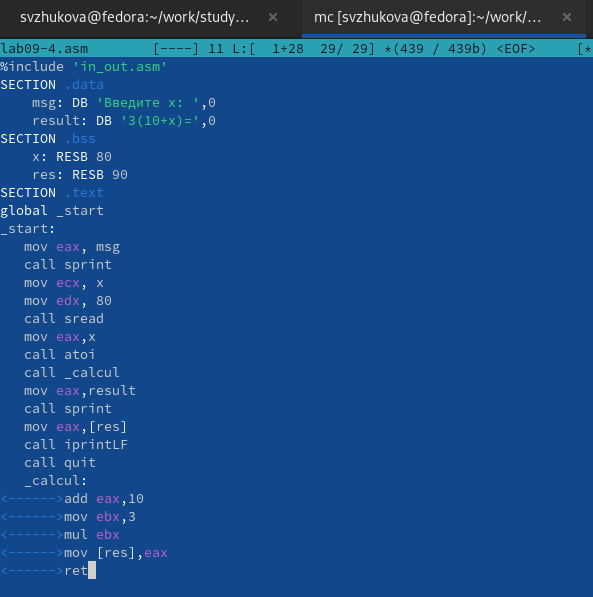 svzhukova@fedora:~/work/study... × mc [svzhukova@fedora]:~/work/... ×
lab09-4.asm [----] 11 L:[ 1+28 29/ 29] *(439 / 439b) <EOF> [*
%include 'in_out.asm'
SECTION .data
msg: DB 'Введите x: ',0
result: DB '3(10+x)=',0
SECTION .bss
x: RESB 80
res: RESB 90
SECTION .text
global _start
_start:
mov eax, msg
call sprint
mov ecx, x
mov edx, 80
call sread
mov eax,x
call atoi
call _calcul
mov eax,result
call sprint
mov eax,[res]
call iprintLF
call quit
_calcul:
<------>add eax,10
<------>mov ebx,3
<------>mul ebx
<------>mov [res],eax
<------>ret